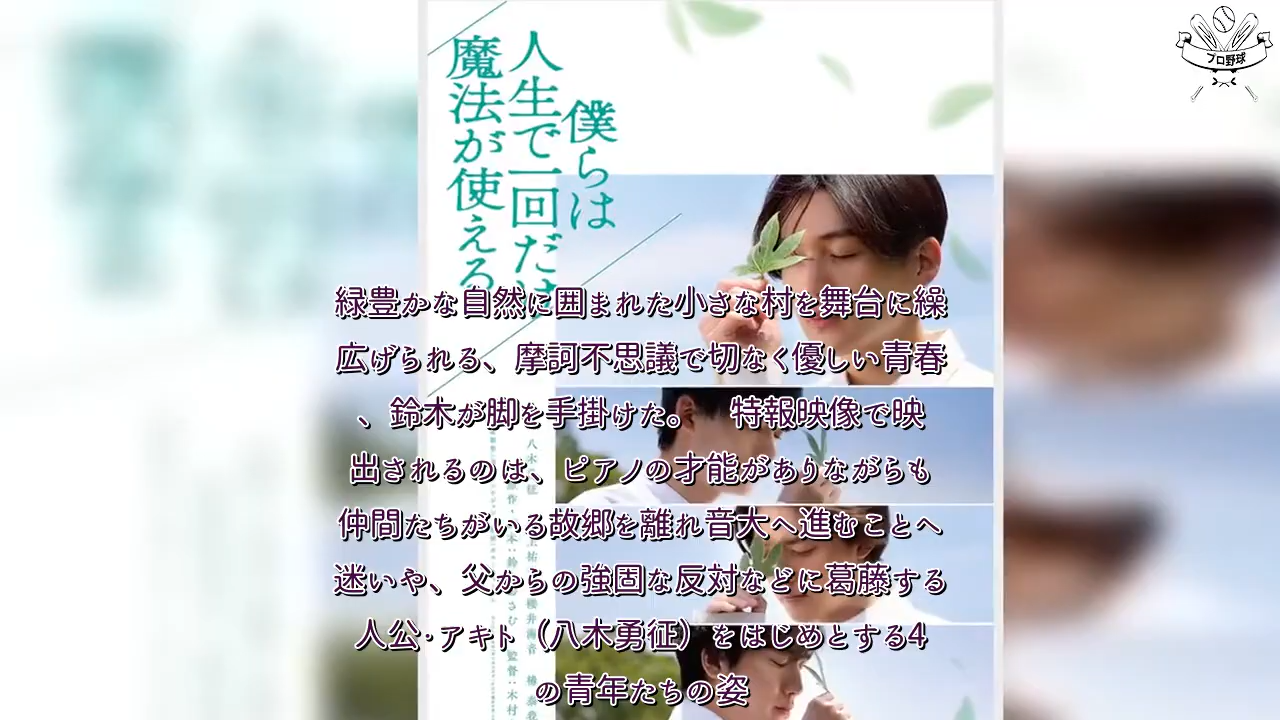 プロ野球
僕らは
人生で一回だけ
魔法が使える
緑豊かな自然に囲まれた小さな村を舞台に繰
広げられる、摩訶不思議で切なく優しい青春
、鈴木が脚を手掛けた。　特報映像で映
出されるのは、ピアノの才能がありながらも
仲間たちがいる故郷を離れ音大へ進むことへ
迷いや、父からの強固な反対などに葛藤する
人公・アキト（八木勇征）をはじめとする4
の青年たちの姿